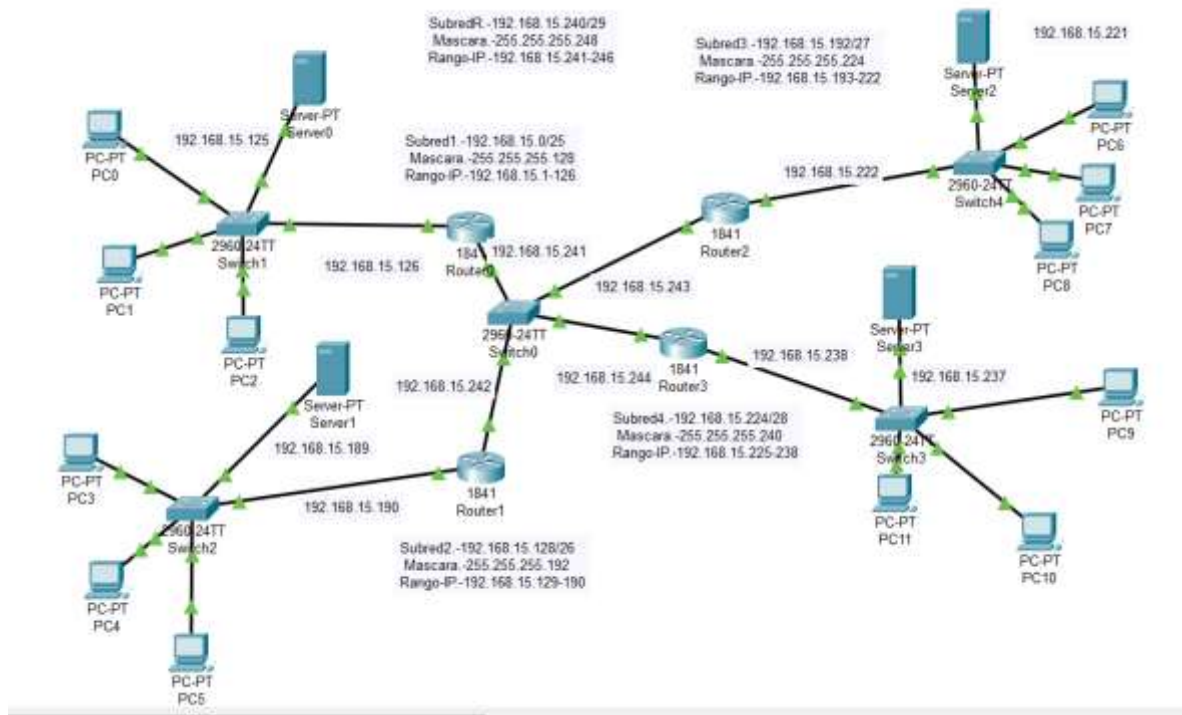 SubredR.-192.168.15.240/29
Mascara.-255.255.255.248
Rango-IP.-192.168.15.241-246
Subred3.-192.168.15.192/27
Mascara.-255.255.255.224
Rango-IP.-192.168.15.193-222
192.168.15.221
Server-PT
Server2
Server-PT
Server0
192.168.15.125
PC-PT
PC0
Subred1.-192.168.15.0/25
Mascara.-255.255.255.128
Rango-IP.-192.168.15.1-126
PC-PT
PC6
2960-24TT
Switch4
192.168.15.222
PC-PT
PC7
1841
Router2
PC-PT
PC8
2960-24TT
Switch1
1841
Router0
192.168.15.241
192.168.15.126
PC-PT
PC1
192.168.15.243
2960-24TT
Switch0
Server-PT
Server3
PC-PT
PC2
1841
Router3
192.168.15.238
192.168.15.237
192.168.15.244
192.168.15.242
Server-PT
Server1
192.168.15.189
Subred4.-192.168.15.224/28
Mascara.-255.255.255.240
Rango-IP.-192.168.15.225-238
PC-PT
PC9
2960-24TT
Switch3
PC-PT
PC3
1841
Router1
192.168.15.190
2960-24TT
Switch2
PC-PT
PC11
PC-PT
PC10
Subred2.-192.168.15.128/26
Mascara.-255.255.255.192
Rango-IP.-192.168.15.129-190
PC-PT
PC4
PC-PT
PC5